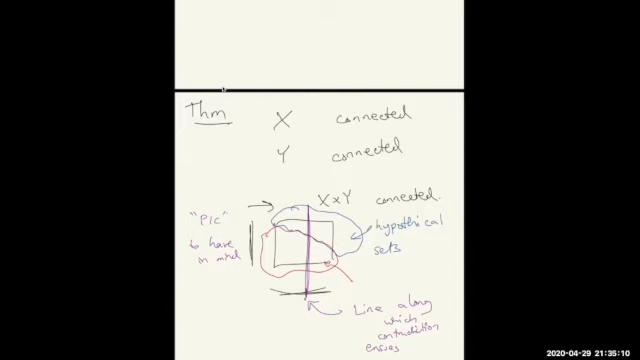 Thm X connected
Y connected
X × Y connected.
"PIC"
to have
in mind
hypothical
sets
Line along
which
contradiction
ensues
2020-04-29 21:35:10